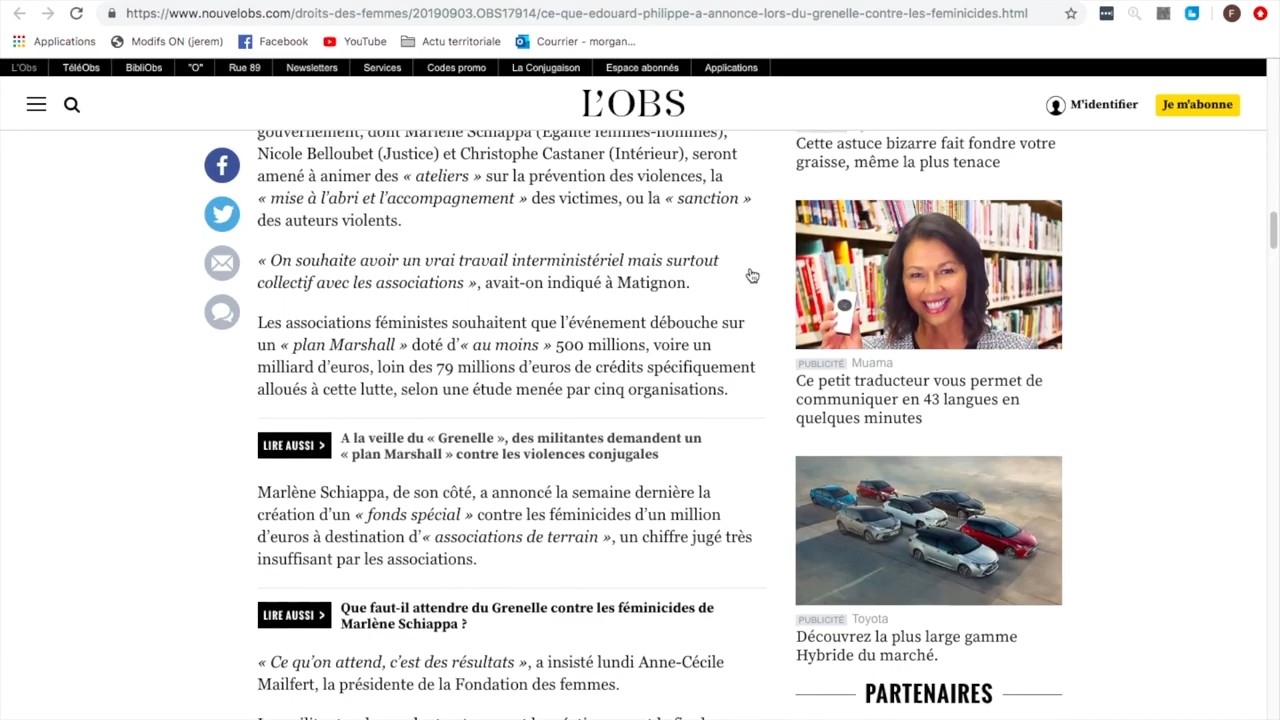 https://www.nouvelobs.com/droits-des-femmes/20190903.OBS17914/ce-que-edouard-philippe-a-annonce-lors-du-grenelle-contre-les-feminicides.html
F
Applications
Modifs ON (jerem)
Facebook
YouTube
Actu territoriale
Courrier - morgan...
L'Obs
TéléObs
BibliObs
"O"
Rue 89
Newsletters
Services
Codes promo
La Conjugaison
Espace abonnés
Applications
L'OBS
M'identifier
Je m'abonne
gouvernement, dont Marlène Schiappa (Egalité femmes-hommes),
Nicole Belloubet (Justice) et Christophe Castaner (Intérieur), seront
amené à animer des « ateliers » sur la prévention des violences, la
« mise à l'abri et l'accompagnement » des victimes, ou la « sanction »
des auteurs violents.
« On souhaite avoir un vrai travail interministériel mais surtout
collectif avec les associations », avait-on indiqué à Matignon.
Les associations féministes souhaitent que l'événement débouche sur
un « plan Marshall » doté d'« au moins » 500 millions, voire un
milliard d'euros, loin des 79 millions d'euros de crédits spécifiquement
alloués à cette lutte, selon une étude menée par cinq organisations.
LIRE AUSSI >
A la veille du « Grenelle », des militantes demandent un
« plan Marshall » contre les violences conjugales
Marlène Schiappa, de son côté, a annoncé la semaine dernière la
création d'un « fonds spécial » contre les féminicides d'un million
d'euros à destination d'« associations de terrain », un chiffre jugé très
insuffisant par les associations.
LIRE AUSSI >
Que faut-il attendre du Grenelle contre les féminicides de
Marlène Schiappa ?
« Ce qu'on attend, c'est des résultats », a insisté lundi Anne-Cécile
Mailfert, la présidente de la Fondation des femmes.
Cette astuce bizarre fait fondre votre
graisse, même la plus tenace
PUBLICITÉ Muama
Ce petit traducteur vous permet de
communiquer en 43 langues en
quelques minutes
PUBLICITÉ Toyota
Découvrez la plus large gamme
Hybride du marché.
PARTENAIRES